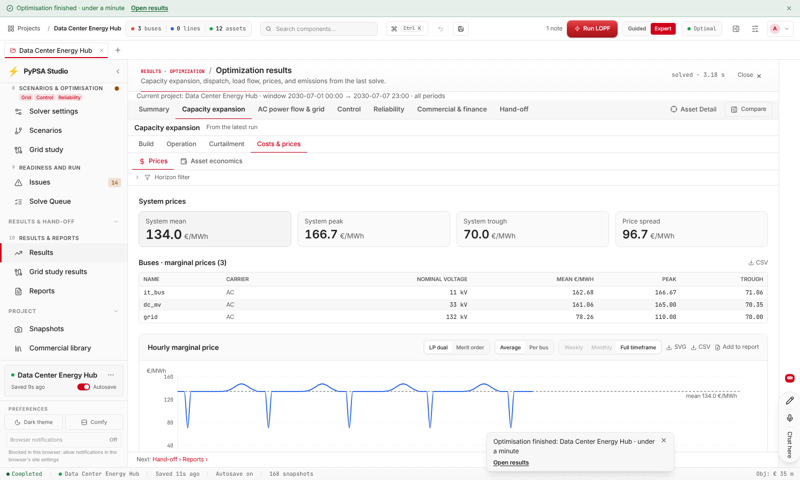 Optimisation finished · under a minute Open results
Projects / Data Center Energy Hub
3 buses 0 lines 12 assets
Search components... Ctrl K
1 note Run LOPF Guided Expert Optimal A
Data Center Energy Hub
PyPSA Studio
SCENARIOS & OPTIMISATION
Grid Control Reliability
Solver settings
Scenarios
Grid study
9 READINESS AND RUN
Issues 14
Solve Queue
RESULTS & HAND-OFF
10 RESULTS & REPORTS
Results
Grid study results
Reports
PROJECT
Snapshots
Commercial library
Data Center Energy Hub
Saved 9s ago Autosave
PREFERENCES
Dark theme Comfy
Browser notifications Off
Blocked in this browser: allow notifications in the browser's site settings
RESULTS · OPTIMIZATION / Optimization results
Capacity expansion, dispatch, load flow, prices, and emissions from the last solve.
solved · 3.18 s Close
Current project: Data Center Energy Hub · window 2030-07-01 00:00 → 2030-07-07 23:00 · all periods
Summary Capacity expansion AC power flow & grid Control Reliability Commercial & finance Hand-off Asset Detail Compare
Capacity expansion From the latest run
Build Operation Curtailment Costs & prices
Prices Asset economics
Horizon filter
System prices
System mean
134.0 €/MWh
System peak
166.7 €/MWh
System trough
70.0 €/MWh
Price spread
96.7 €/MWh
Buses · marginal prices (3) CSV
NAME CARRIER NOMINAL VOLTAGE MEAN €/MWH PEAK TROUGH
it_bus AC 11 kV 162.68 166.67 71.06
dc_mv AC 33 kV 161.06 165.00 70.35
grid AC 132 kV 78.26 110.00 70.00
Hourly marginal price LP dual Merit order Average Per bus Weekly Monthly Full timeframe SVG CSV Add to report
€/MWh
160
120
80
40
mean 134.0 €/MWh
Chat here
Optimisation finished: Data Center Energy Hub · under a minute
Open results
Next: Hand-off › Reports ›
Completed Data Center Energy Hub Saved 11s ago Autosave on 168 snapshots Obj: € 35 m